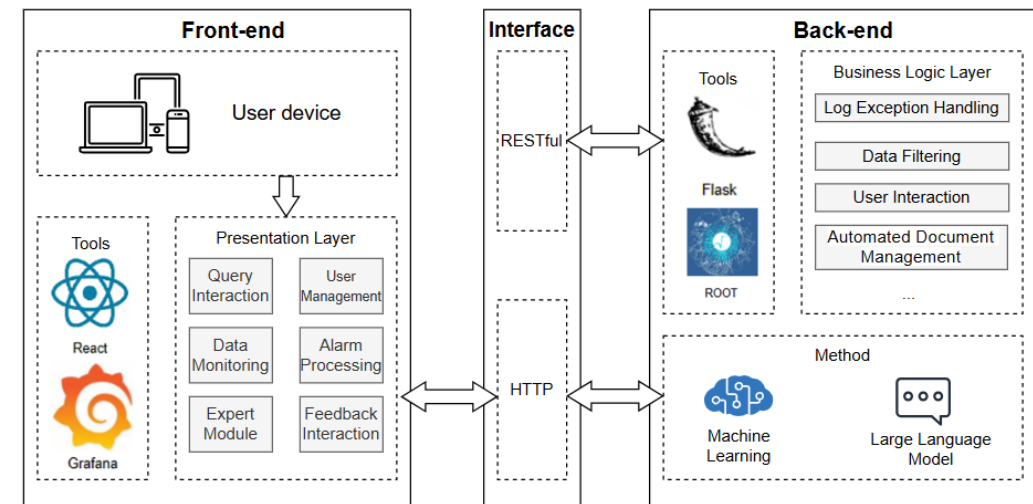 Front-end
User device
Tools
React
Grafana
Presentation Layer
Query
Interaction
User
Management
Data
Monitoring
Alarm
Processing
Expert
Module
Feedback
Interaction
Interface
RESTful
HTTP
Back-end
Tools
Flask
ROOT
Business Logic Layer
Log Exception Handling
Data Filtering
User Interaction
Automated Document
Management
...
Method
Machine
Learning
Large Language
Model